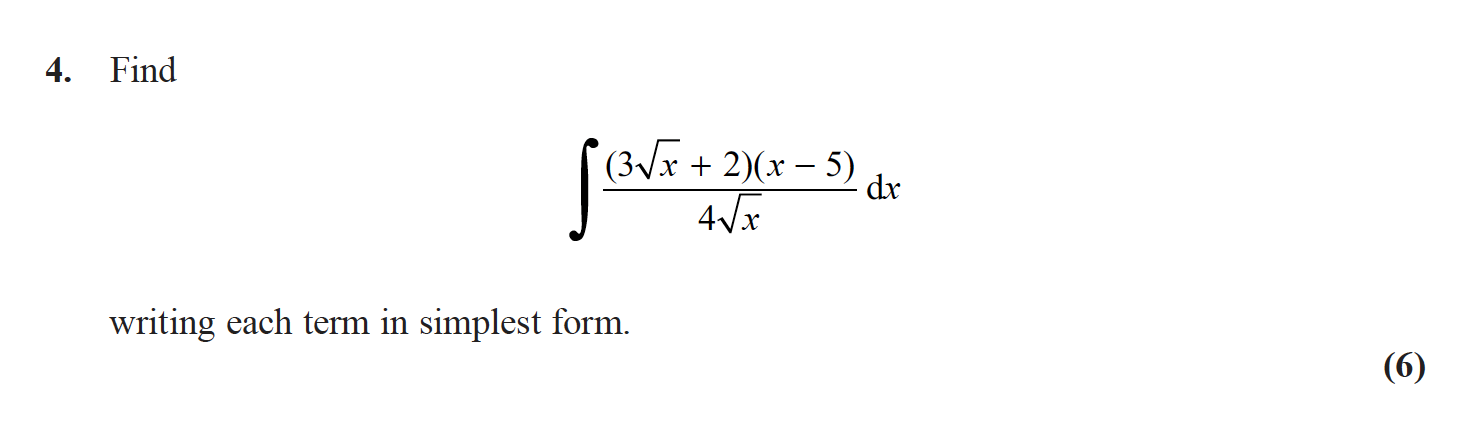 4. Find
∫ (3√x + 2)(x − 5) / 4√x dx
writing each term in simplest form.
(6)